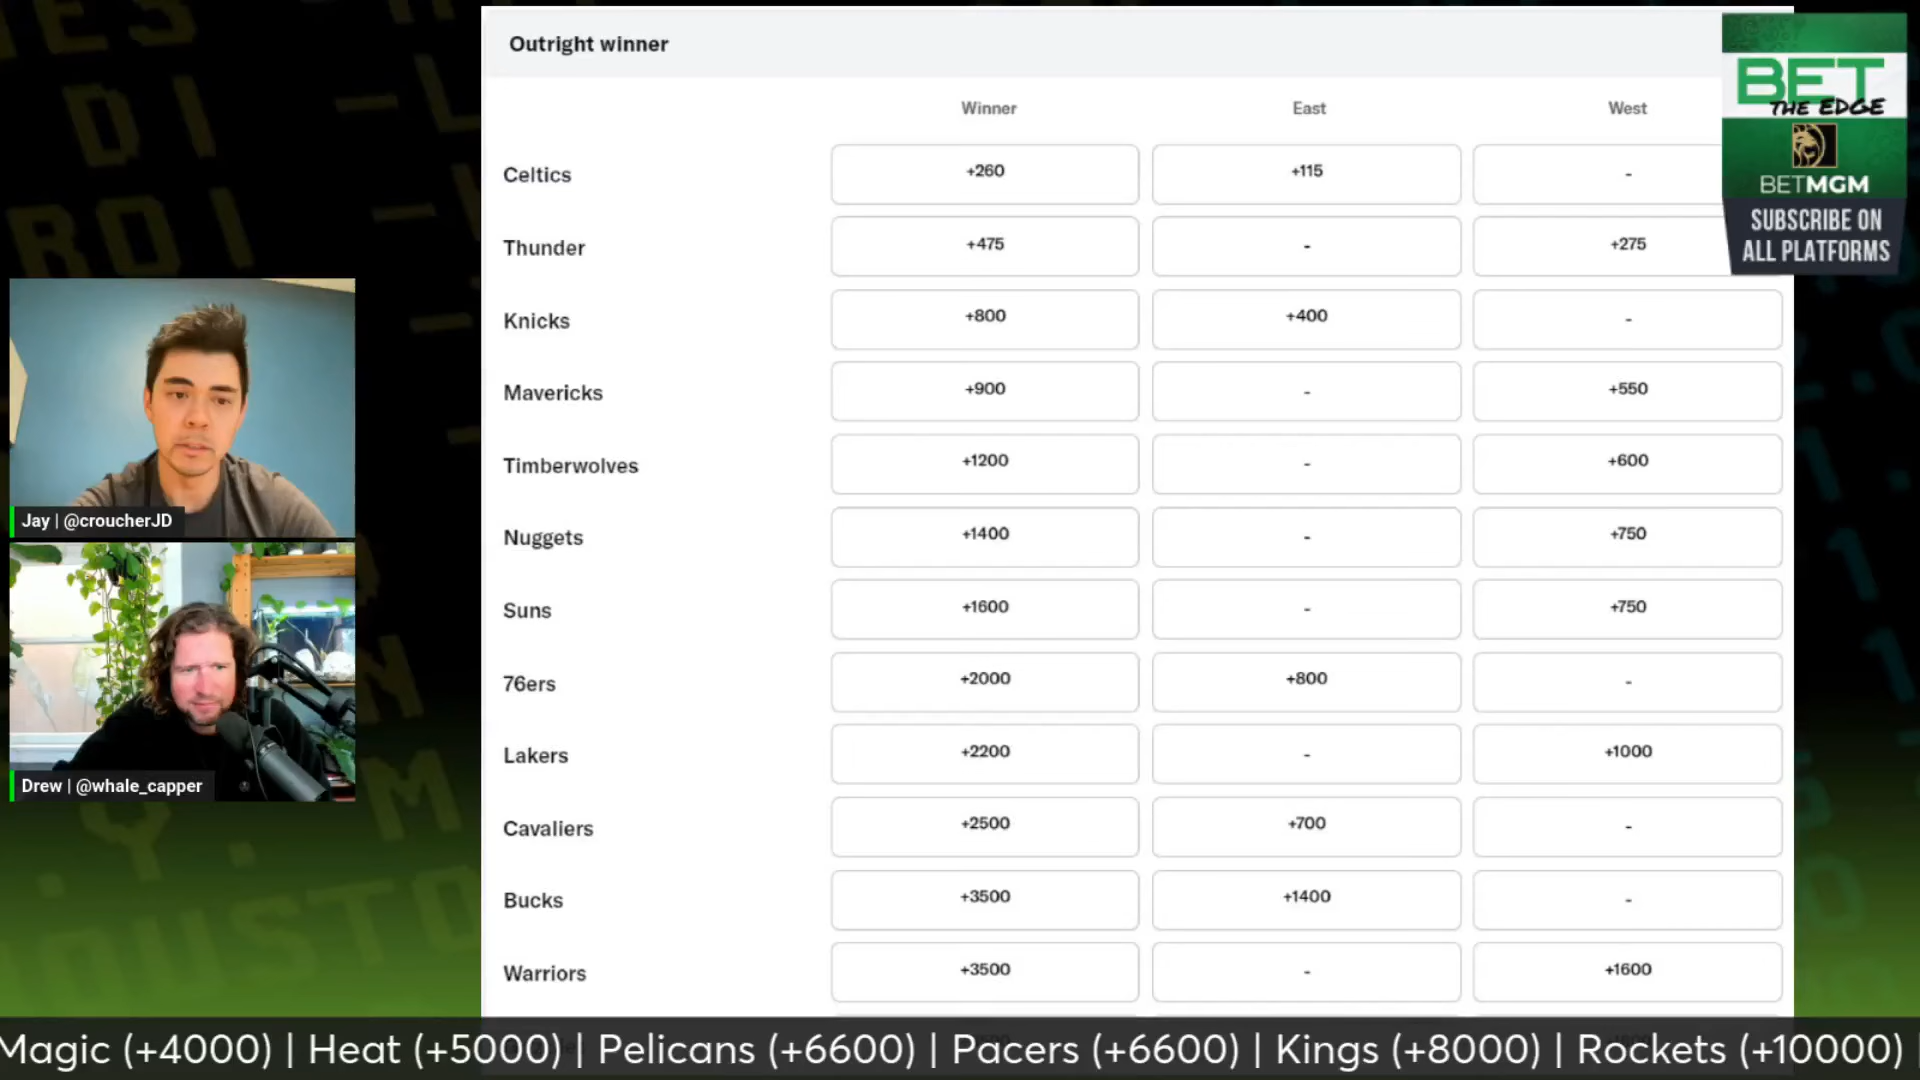 Outright winner
Winner East West
Celtics +260 +115 -
Thunder +475 - +275
Knicks +800 +400 -
Mavericks +900 - +550
Timberwolves +1200 - +600
Nuggets +1400 - +750
Suns +1600 - +750
76ers +2000 +800 -
Lakers +2200 - +1000
Cavaliers +2500 +700 -
Bucks +3500 +1400 -
Warriors +3500 - +1600
BET
THE EDGE
BETMGM
SUBSCRIBE ON
ALL PLATFORMS
Jay | @croucherJD
Drew | @whale_capper
Magic (+4000) | Heat (+5000) | Pelicans (+6600) | Pacers (+6600) | Kings (+8000) | Rockets (+10000)